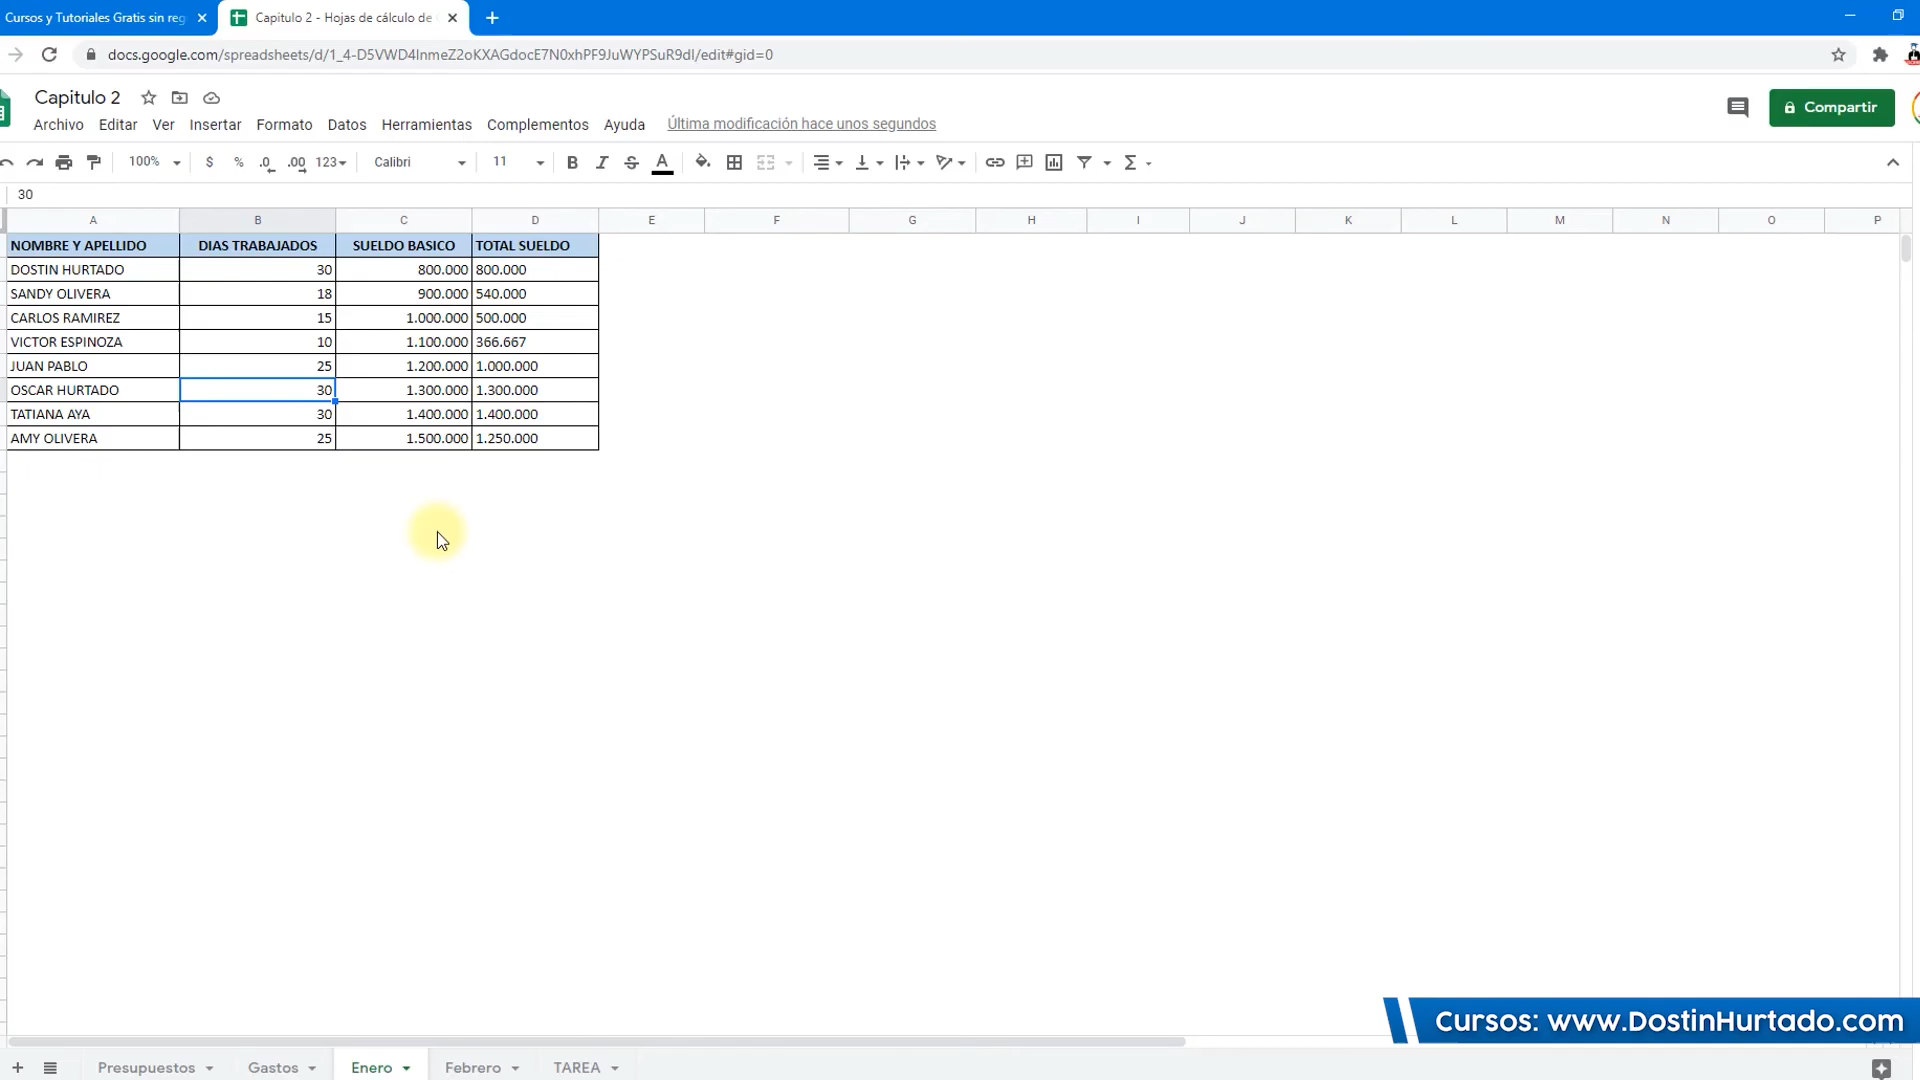 Cursos y Tutoriales Gratis sin reg
Capitulo 2 - Hojas de cálculo de
docs.google.com/spreadsheets/d/1_4-D5VWD4InmeZ2oKXAGdocE7N0xhPF9JuWYPSuR9dI/edit#gid=0
Capitulo 2
Compartir
Archivo Editar Ver Insertar Formato Datos Herramientas Complementos Ayuda Última modificación hace unos segundos
100% $ % .0 .00 123 Calibri 11 B I S A Σ
30
A B C D E F G H I J K L M N O P
NOMBRE Y APELLIDO DIAS TRABAJADOS SUELDO BASICO TOTAL SUELDO
DOSTIN HURTADO 30 800.000 800.000
SANDY OLIVERA 18 900.000 540.000
CARLOS RAMIREZ 15 1.000.000 500.000
VICTOR ESPINOZA 10 1.100.000 366.667
JUAN PABLO 25 1.200.000 1.000.000
OSCAR HURTADO 30 1.300.000 1.300.000
TATIANA AYA 30 1.400.000 1.400.000
AMY OLIVERA 25 1.500.000 1.250.000
Cursos: www.DostinHurtado.com
Presupuestos Gastos Enero Febrero TAREA